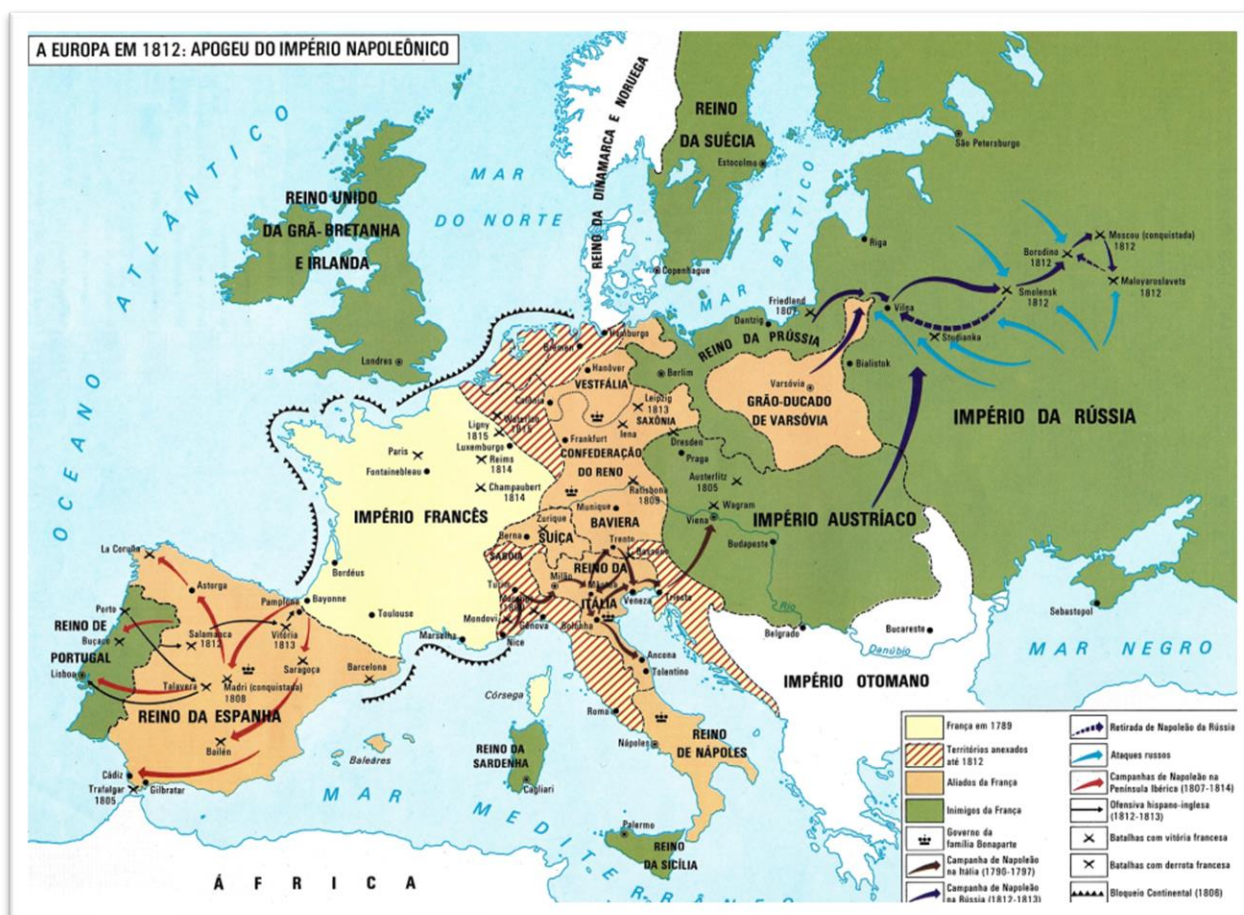 A EUROPA EM 1812: APOGEU DO IMPÉRIO NAPOLEÔNICO
OCEANO ATLÂNTICO
REINO UNIDO
DA GRÃ-BRETANHA
E IRLANDA
Londres
MAR
DO NORTE
REINO DA DINAMARCA E NORUEGA
REINO
DA SUÉCIA
Estocolmo
São Petersburgo
MAR BÁLTICO
Copenhague
Riga
Moscou (conquistada)
1812
Borodino
1812
Maloyaroslavets
1812
Smolensk
1812
Vilna
Studianka
Friedland
Dantzig
REINO DA PRÚSSIA
Bialistok
Berlim
Varsóvia
GRÃO-DUCADO
DE VARSÓVIA
IMPÉRIO DA RÚSSIA
Hamburgo
Bremen
Hanôver
VESTFÁLIA
Leipzig
1813
SAXÔNIA
Iena
Dresden
Praga
Waterloo
1815
Ligny
1815
Luxemburgo
Reims
1814
Frankfurt
CONFEDERAÇÃO
DO RENO
Paris
Fontainebleau
Champaubert
1814
Ratisbona
1809
Austerlitz
1805
Wagram
Viena
IMPÉRIO AUSTRÍACO
Budapeste
IMPÉRIO FRANCÊS
Munique
BAVIERA
Zurique
Berna
SUÍÇA
Trento
Bassano
SABÓIA
REINO DA
ITÁLIA
Milão
Mântua
Turim
Veneza
Trieste
Mondovi
Gênova
Bolonha
Nice
Marselha
Toulouse
Bordéus
Bayonne
Pamplona
La Coruña
Astorga
Porto
REINO DE
PORTUGAL
Buçaco
Lisboa
Salamanca
1812
Vitória
1813
Saragoça
Barcelona
Talavera
Madri (conquistada)
1808
REINO DA ESPANHA
Bailén
Cádiz
Trafalgar
1805
Gilbratar
Baleáres
Córsega
REINO DA
SARDENHA
Cagliari
Ancona
Tolentino
Roma
Nápoles
REINO
DE NÁPOLES
Palermo
REINO
DA SICÍLIA
MAR MEDITERRÂNEO
ÁFRICA
Rio
Danúbio
Belgrado
Bucareste
IMPÉRIO OTOMANO
Sebastopol
MAR NEGRO
França em 1789
Territórios anexados
até 1812
Aliados da França
Inimigos da França
Governo da
família Bonaparte
Campanha de Napoleão
na Itália (1790-1797)
Campanha de Napoleão
na Rússia (1812-1813)
Retirada de Napoleão da Rússia
Ataques russos
Campanhas de Napoleão na
Península Ibérica (1807-1814)
Ofensiva hispano-inglesa
(1812-1813)
Batalhas com vitória francesa
Batalhas com derrota francesa
Bloqueio Continental (1806)